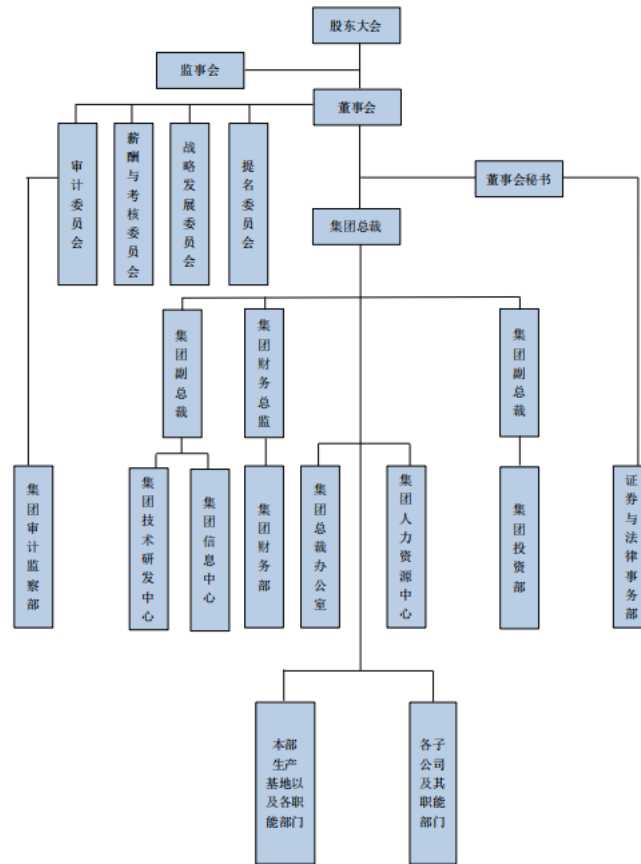 股东大会
监事会
董事会
审计委员会
薪酬与考核委员会
战略发展委员会
提名委员会
董事会秘书
集团总裁
集团副总裁
集团财务总监
集团副总裁
集团审计监察部
集团技术研发中心
集团信息中心
集团财务部
集团总裁办公室
集团人力资源中心
集团投资部
证券与法律事务部
本部
生产
基地以
及各职
能部门
各子
公司
及其
职能
部门